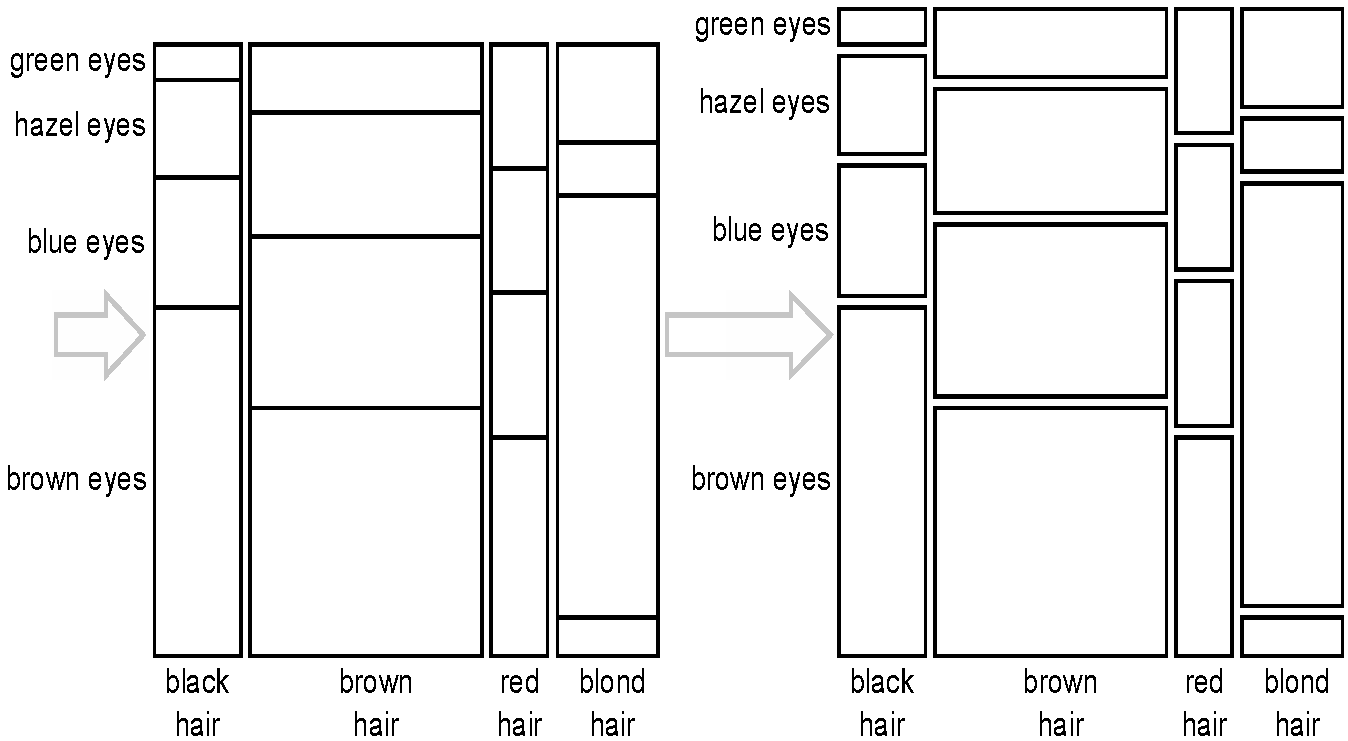 green eyes
hazel eyes
blue eyes
brown eyes
black
hair
brown
hair
red
hair
blond
hair
green eyes
hazel eyes
blue eyes
brown eyes
black
hair
brown
hair
red
hair
blond
hair